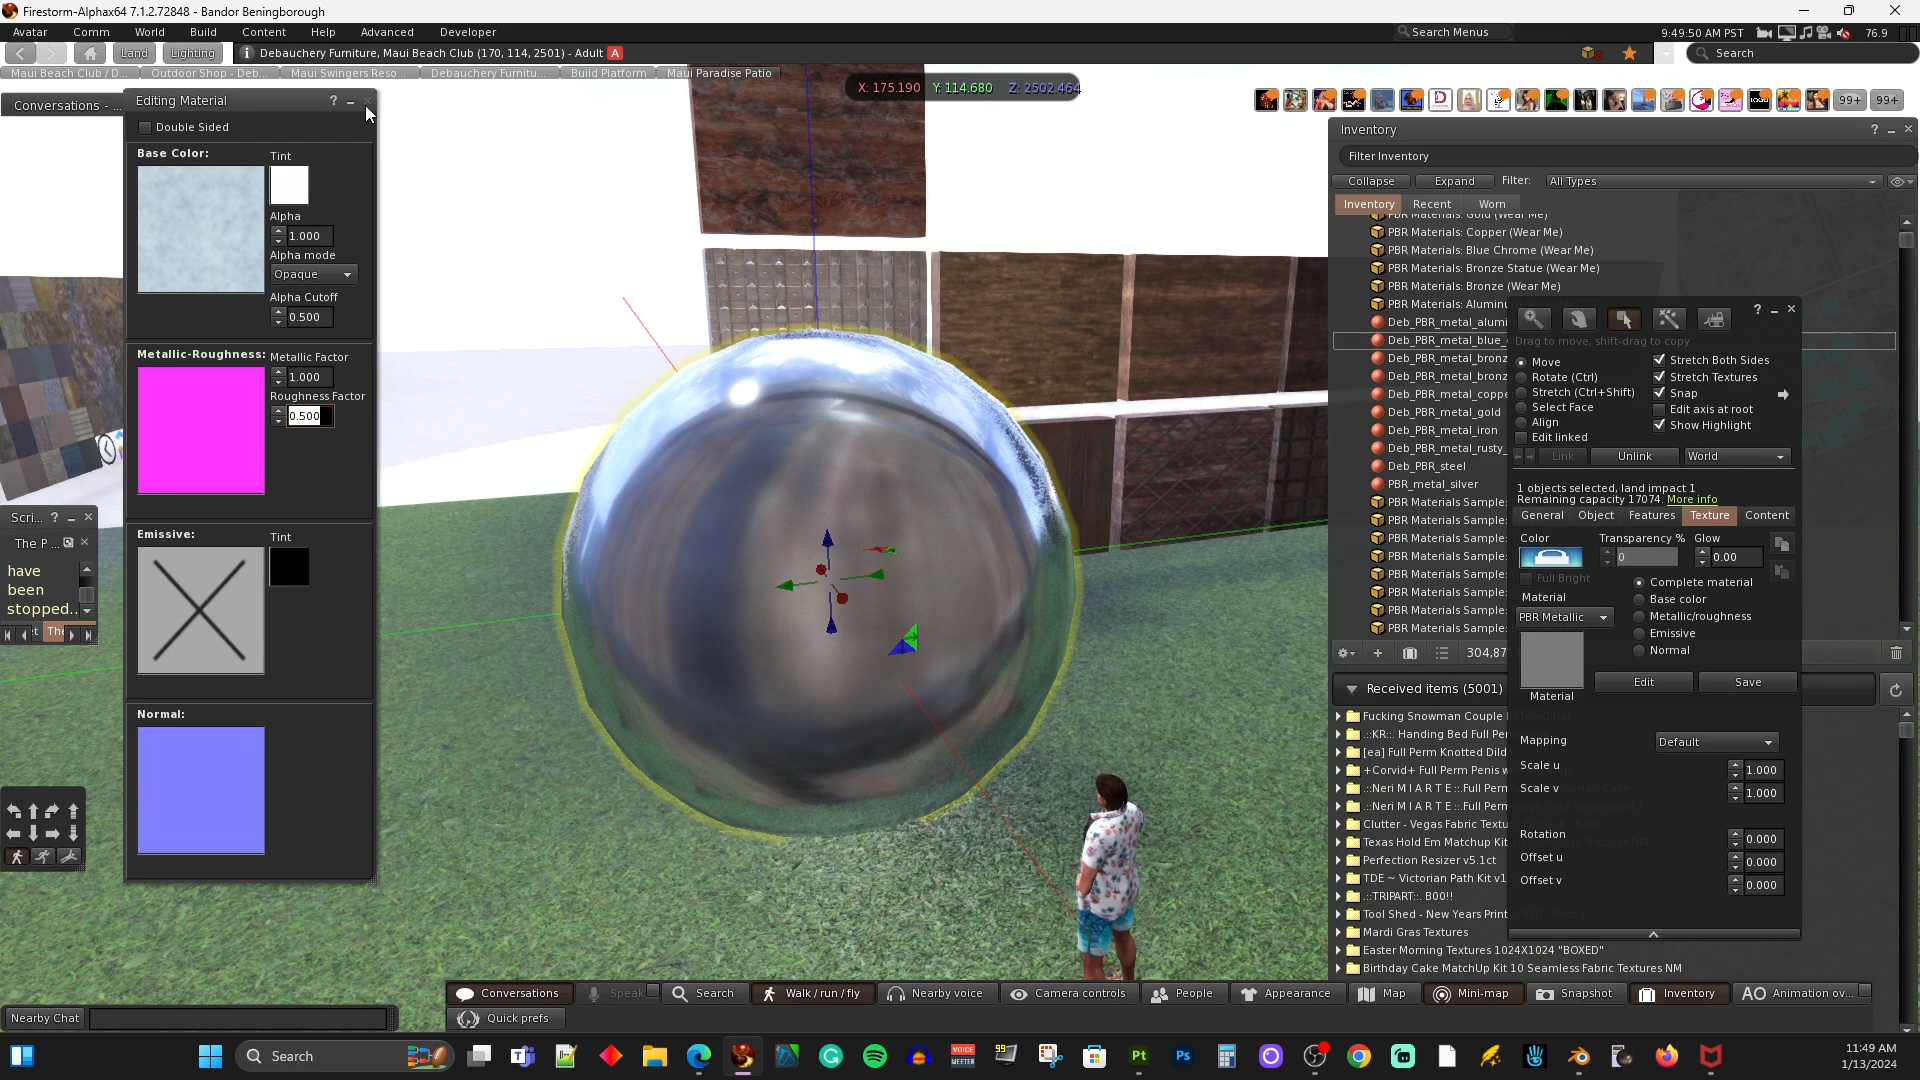 Firestorm-Alphax64 7.1.2.72848 - Bandor Beningborough
Avatar Comm World Build Content Help Advanced Developer
Search Menus
9:49:50 AM PST
76.9
Land Lighting
Debauchery Furniture, Maui Beach Club (170, 114, 2501) - Adult A
Search
Maui Beach Club / D... Outdoor Shop - Deb... Maui Swingers Reso... Debauchery Furnitu... Build Platform Maui Paradise Patio
X: 175.190 Y: 114.680 Z: 2502.464
99+ 99+
Conversations - ...
Editing Material ?
Double Sided
Base Color:
Tint
Alpha
1.000
Alpha mode
Opaque
Alpha Cutoff
0.500
Metallic-Roughness:
Metallic Factor
1.000
Roughness Factor
0.500
Emissive:
Tint
Normal:
Scri... ?
The P...
have
been
stopped..
Inventory ?
Filter Inventory
Collapse Expand Filter: All Types
Inventory Recent Worn
PBR Materials: Gold (Wear Me)
PBR Materials: Copper (Wear Me)
PBR Materials: Blue Chrome (Wear Me)
PBR Materials: Bronze Statue (Wear Me)
PBR Materials: Bronze (Wear Me)
PBR Materials: Aluminu
Deb_PBR_metal_alumi
Deb_PBR_metal_blue_
Deb_PBR_metal_bronz
Deb_PBR_metal_bronz
Deb_PBR_metal_coppe
Deb_PBR_metal_gold
Deb_PBR_metal_iron
Deb_PBR_metal_rusty_
Deb_PBR_steel
PBR_metal_silver
PBR Materials Sample:
PBR Materials Sample:
PBR Materials Sample:
PBR Materials Sample:
PBR Materials Sample:
PBR Materials Sample:
PBR Materials Sample:
PBR Materials Sample:
304,87
Received items (5001)
Fucking Snowman Couple
.::KR::. Handing Bed Full Per
[ea] Full Perm Knotted Dild
+Corvid+ Full Perm Penis w
.::Neri M I A R T E ::.Full Perm
.::Neri M I A R T E ::.Full Perm
Clutter - Vegas Fabric Textu
Texas Hold Em Matchup Kit
Perfection Resizer v5.1ct
TDE ~ Victorian Path Kit v1
.::TRIPART::. B00!!
Tool Shed - New Years Print
Mardi Gras Textures
Easter Morning Textures 1024X1024 "BOXED"
Birthday Cake MatchUp Kit 10 Seamless Fabric Textures NM
?
Drag to move, shift-drag to copy
Move
Rotate (Ctrl)
Stretch (Ctrl+Shift)
Select Face
Align
Edit linked
Stretch Both Sides
Stretch Textures
Snap
Edit axis at root
Show Highlight
Link Unlink World
1 objects selected, land impact 1
Remaining capacity 17074. More info
General Object Features Texture Content
Color Transparency % Glow
0 0.00
Full Bright
Material
PBR Metallic
Complete material
Base color
Metallic/roughness
Emissive
Normal
Edit Save
Material
Mapping Default
Scale u 1.000
Scale v 1.000
Rotation 0.000
Offset u 0.000
Offset v 0.000
Conversations Speak Search Walk / run / fly Nearby voice Camera controls People Appearance Map Mini-map Snapshot Inventory AO Animation ov...
Nearby Chat
Quick prefs
Search
11:49 AM
1/13/2024